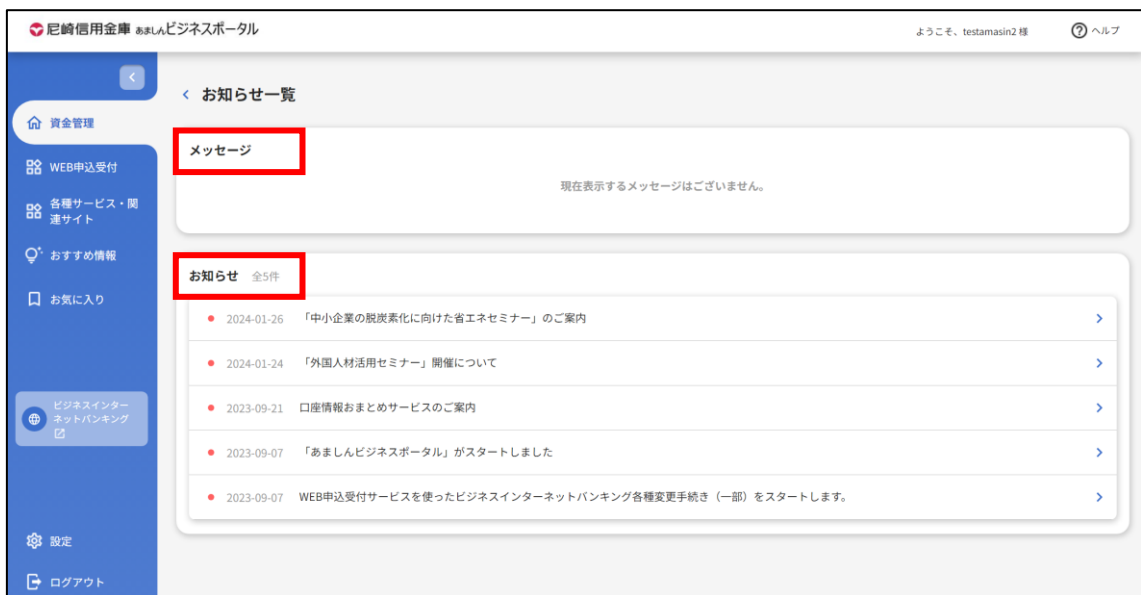 尼崎信用金庫 あましんビジネスポータル
ようこそ、testamasin2 様
ヘルプ
お知らせ一覧
資金管理
WEB申込受付
各種サービス・関
連サイト
おすすめ情報
お気に入り
ビジネスインター
ネットバンキング
設定
ログアウト
メッセージ
現在表示するメッセージはございません。
お知らせ 全5件
2024-01-26 「中小企業の脱炭素化に向けた省エネセミナー」のご案内
2024-01-24 「外国人材活用セミナー」開催について
2023-09-21 口座情報おまとめサービスのご案内
2023-09-07 「あましんビジネスポータル」がスタートしました
2023-09-07 WEB申込受付サービスを使ったビジネスインターネットバンキング各種変更手続き（一部）をスタートします。